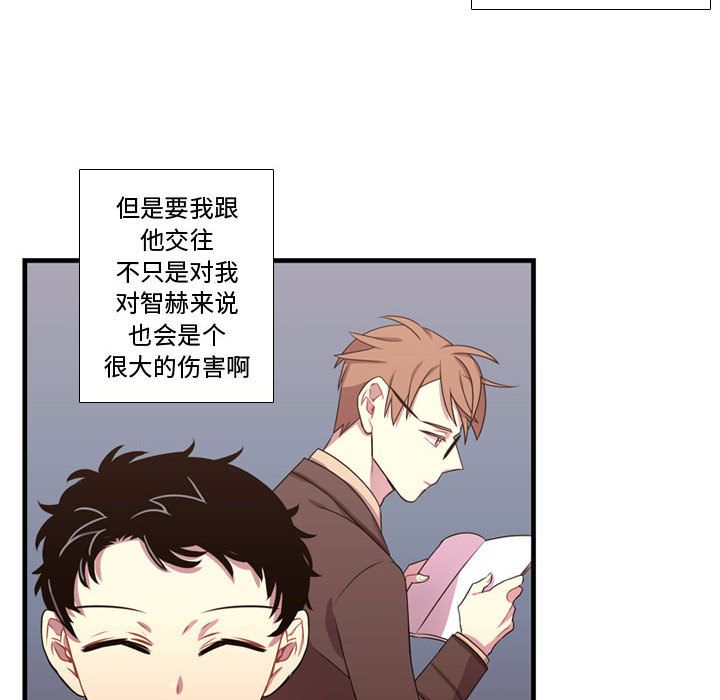 但是要我跟
他交往
不只是对我
对智赫来说
也会是个
很大的伤害啊